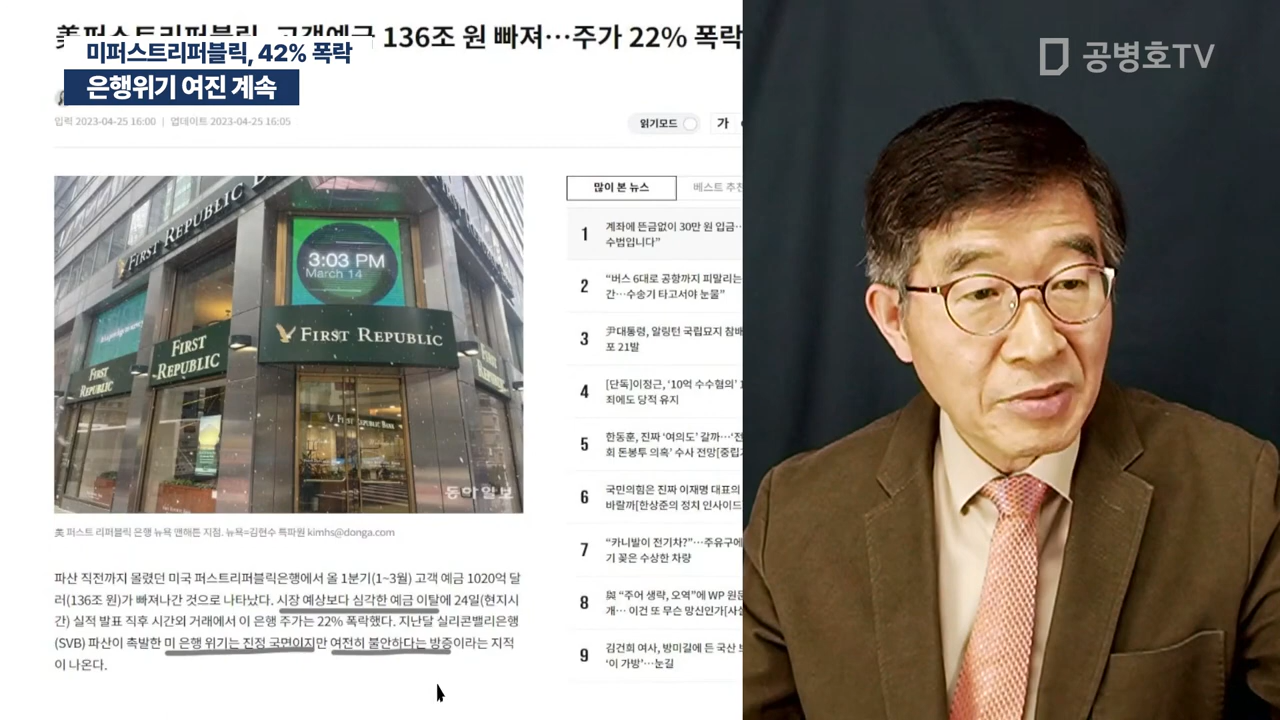 136조 원 빠져…주가 22% 폭락
미퍼스트리퍼블릭, 42% 폭락
은행위기 여진 계속
공병호TV
입력 2023-04-25 16:00 | 업데이트 2023-04-25 16:05
읽기모드
가
FIRST REPUBLIC B
3:03 PM
March 14
FIRST REPUBLIC
FIRST
REPUBLIC
FIRST
REPUBLIC
FIRST REPUBLIC BANK
동아일보
美 퍼스트 리퍼블릭 은행 뉴욕 맨해튼 지점. 뉴욕=김현수 특파원 kimhs@donga.com
파산 직전까지 몰렸던 미국 퍼스트리퍼블릭은행에서 올 1분기(1~3월) 고객 예금 1020억 달
러(136조 원)가 빠져나간 것으로 나타났다. 시장 예상보다 심각한 예금 이탈에 24일(현지시
간) 실적 발표 직후 시간외 거래에서 이 은행 주가는 22% 폭락했다. 지난달 실리콘밸리은행
(SVB) 파산이 촉발한 미 은행 위기는 진정 국면이지만 여전히 불안하다는 방증이라는 지적
이 나온다.
많이 본 뉴스
베스트 추천
1 계좌에 뜬금없이 30만 원 입금…
수법입니다”
2 “버스 6대로 공항까지 피말리는
간…수송기 타고서야 눈물”
3 尹대통령, 알링턴 국립묘지 참배
포 21발
4 [단독]이정근, ‘10억 수수혐의’ 1
죄에도 당적 유지
5 한동훈, 진짜 ‘여의도’ 갈까…‘전
회 돈봉투 의혹’ 수사 전망[중립기
6 국민의힘은 진짜 이재명 대표의
바랄까[한상준의 정치 인사이드
7 “카니발이 전기차?”…주유구에
기 꽂은 수상한 차량
8 與 “주어 생략, 오역”에 WP 원문
개… 이건 또 무슨 망신인가[사설
9 김건희 여사, 방미길에 든 국산
‘이 가방’…눈길